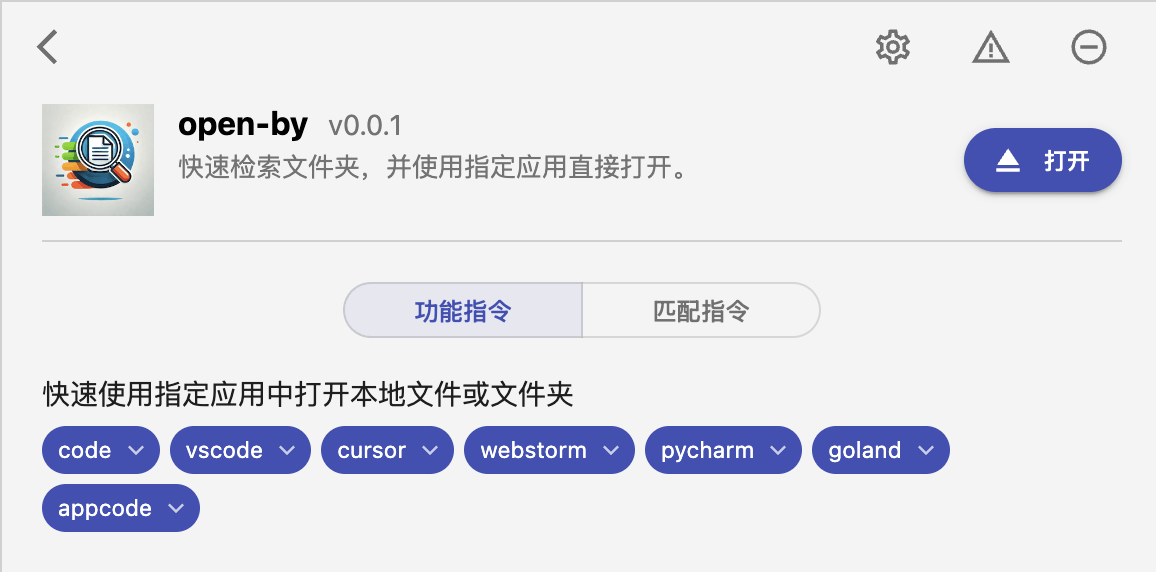 open-by v0.0.1
快速检索文件夹，并使用指定应用直接打开。
打开
功能指令 匹配指令
快速使用指定应用中打开本地文件或文件夹
code vscode cursor webstorm pycharm goland
appcode